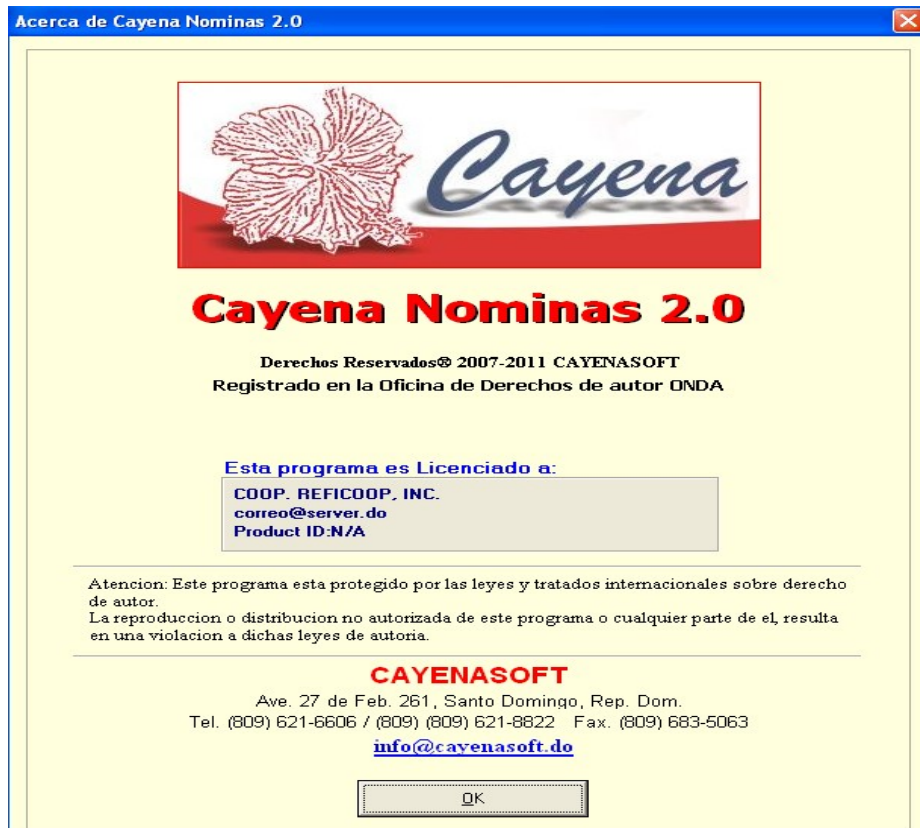 Acerca de Cayena Nominas 2.0
Cayena
Cayena Nominas 2.0
Derechos Reservados® 2007-2011 CAYENASOFT
Registrado en la Oficina de Derechos de autor ONDA
Esta programa es Licenciado a:
COOP. REFICOOP, INC.
correo@server.do
Product ID:N/A
Atencion: Este programa esta protegido por las leyes y tratados internacionales sobre derecho
de autor.
La reproduccion o distribucion no autorizada de este programa o cualquier parte de el, resulta
en una violacion a dichas leyes de autoria.
CAYENASOFT
Ave. 27 de Feb. 261, Santo Domingo, Rep. Dom.
Tel. (809) 621-6606 / (809) (809) 621-8822 Fax. (809) 683-5063
info@cayenasoft.do
OK